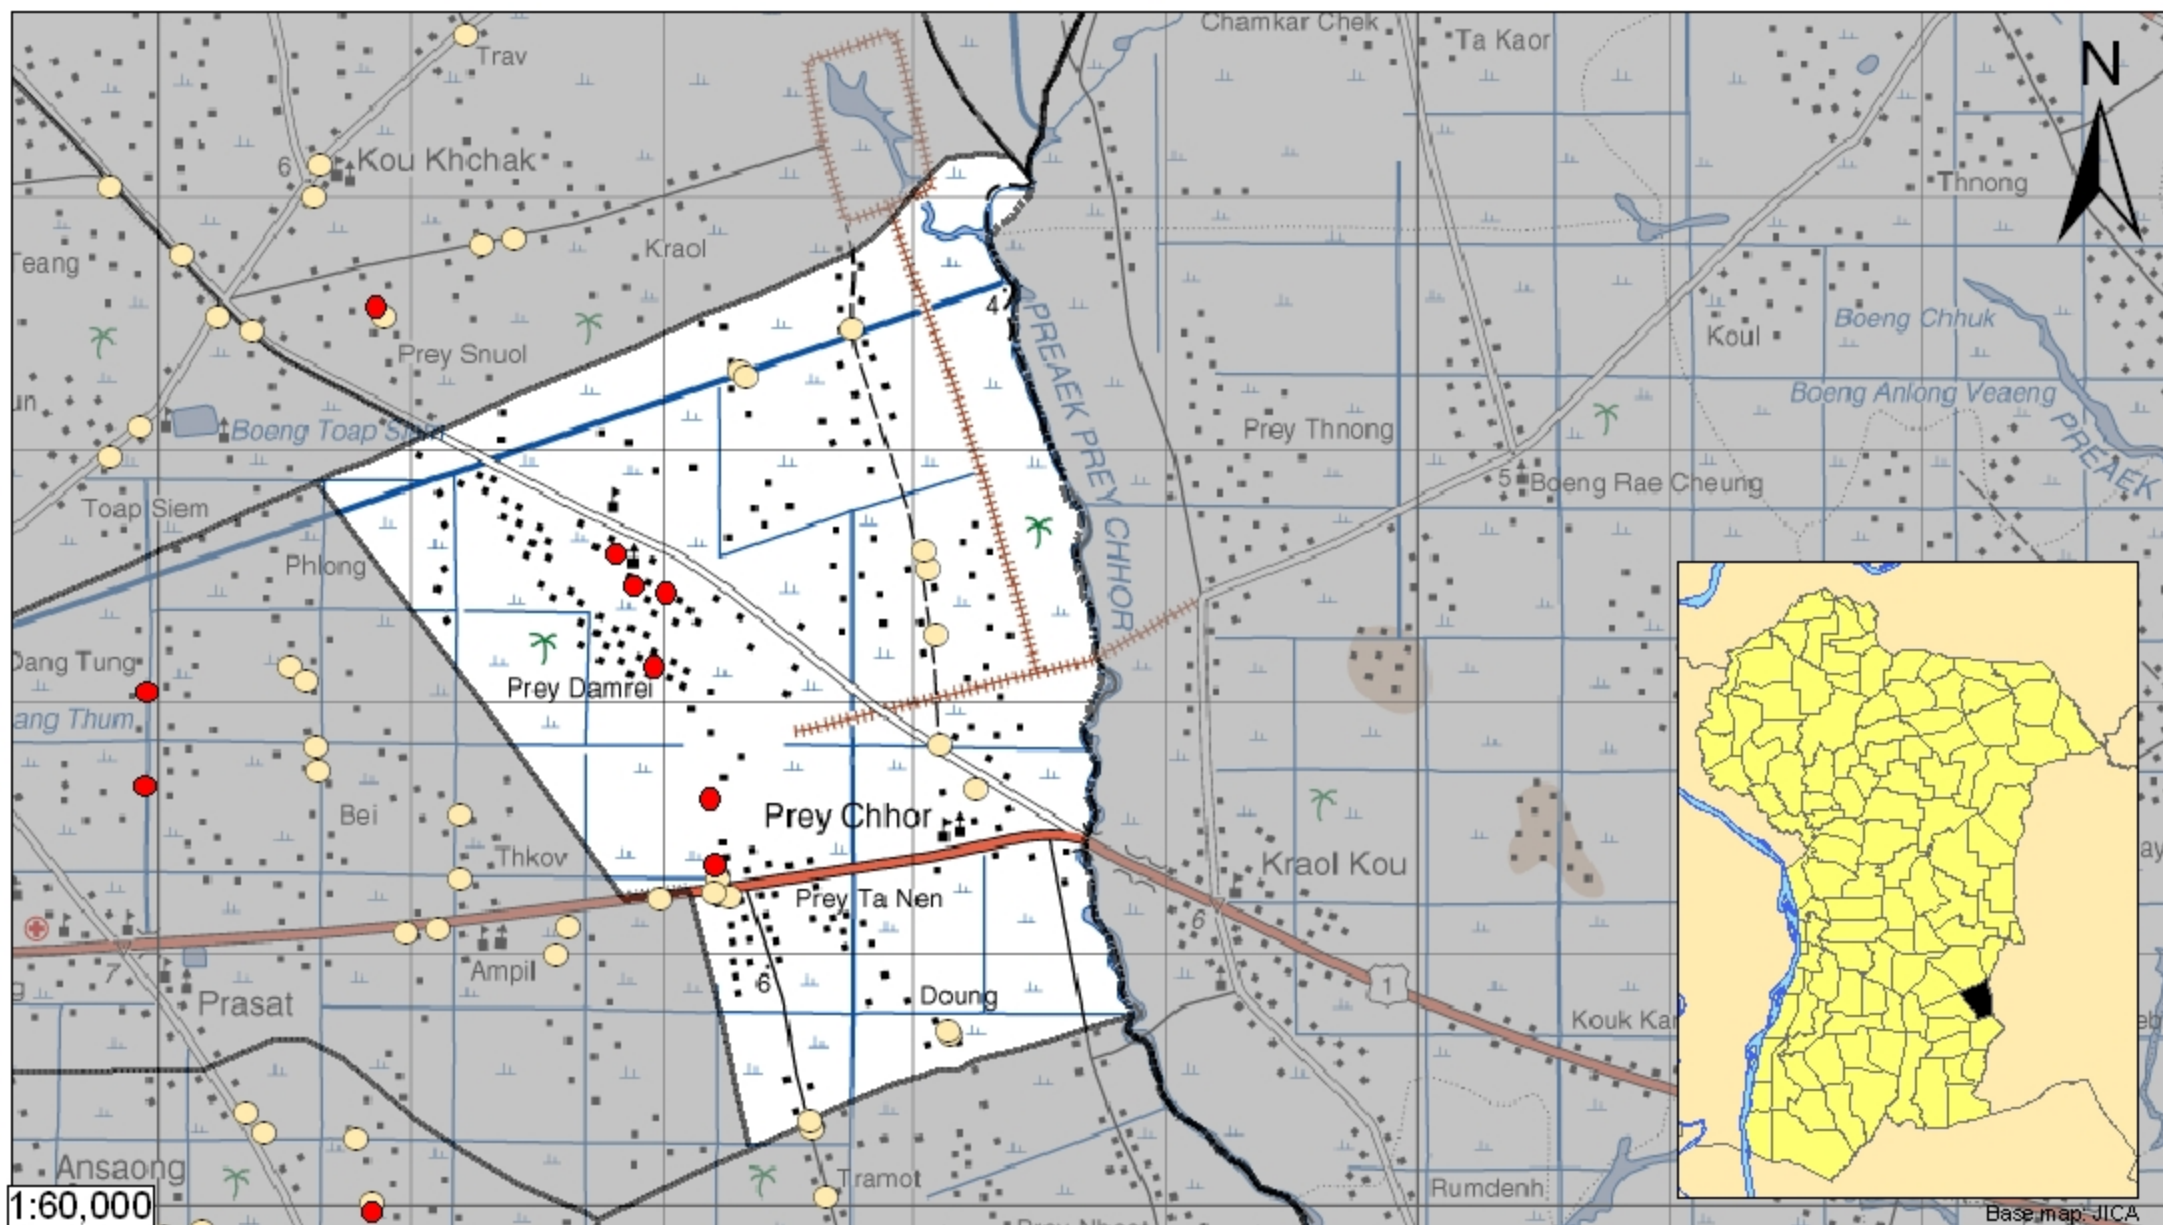 Chamkar Chek
Ta Kaor
N
Trav
6
Kou Khchak
Thnong
Kraol
Teang
4
PREAEK PREY CHHOR
Boeng Chhuk
Koul
Prey Snuol
Boeng Anlong Veaeng
PREAEK
Boeng Toap Siem
Prey Thnong
5
Boeng Rae Cheung
Toap Siem
Phlong
Dang Tung
Prey Damrei
ang Thum
Bei
Prey Chhor
Thkov
Kraol Kou
Prey Ta Nen
6
Ampil
7
6
1
Doung
Prasat
Kouk Kar
Ansaong
Tramot
Rumdenh
1:60,000
Base map: JICA